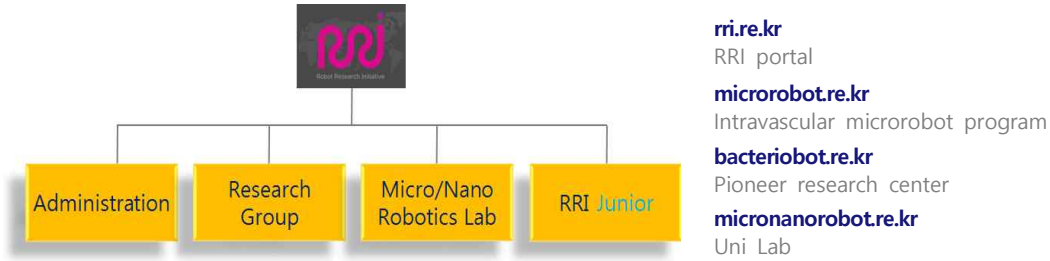 RRI
Robot Research Initiative
Administration
Research
Group
Micro/Nano
Robotics Lab
RRI Junior
rri.re.kr
RRI portal
microrobot.re.kr
Intravascular microrobot program
bacteriobot.re.kr
Pioneer research center
micronanorobot.re.kr
Uni Lab